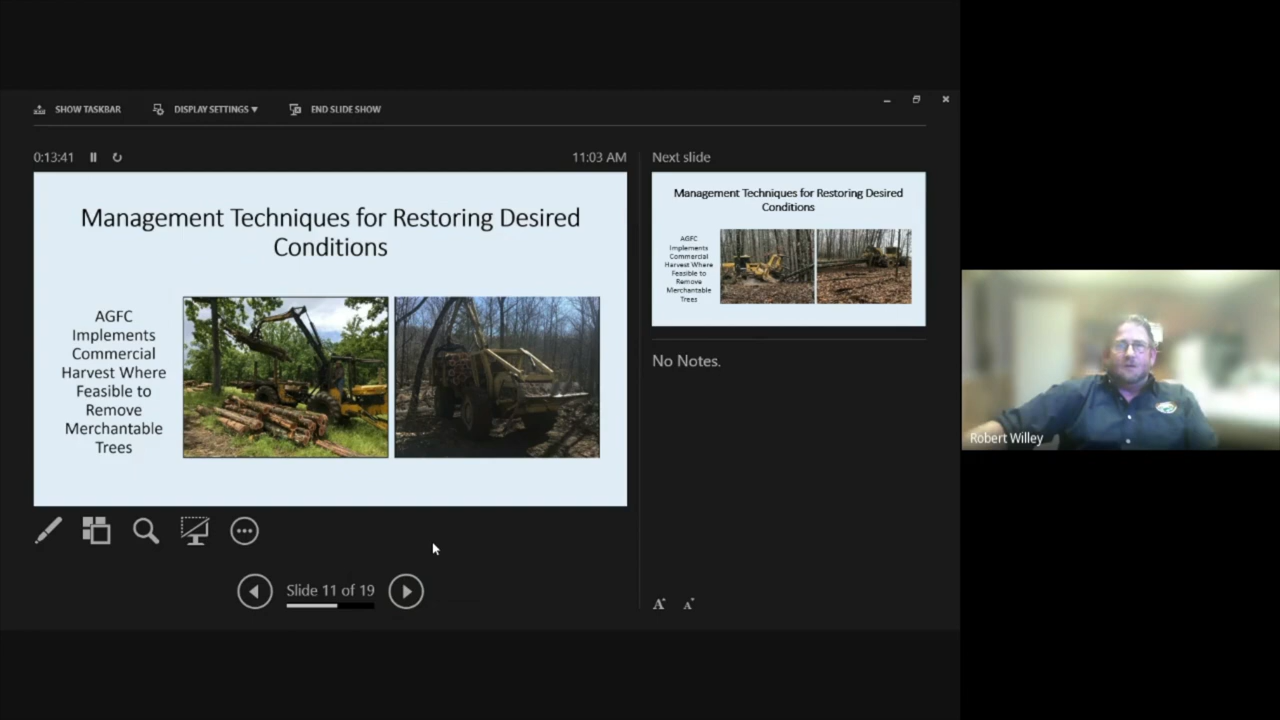 SHOW TASKBAR
DISPLAY SETTINGS
END SLIDE SHOW
0:13:41
11:03 AM
Next slide
Management Techniques for Restoring Desired
Conditions
AGFC
Implements
Commercial
Harvest Where
Feasible to
Remove
Merchantable
Trees
Management Techniques for Restoring Desired
Conditions
AGFC
Implements
Commercial
Harvest Where
Feasible to
Remove
Merchantable
Trees
No Notes.
Slide 11 of 19
A A
Robert Willey